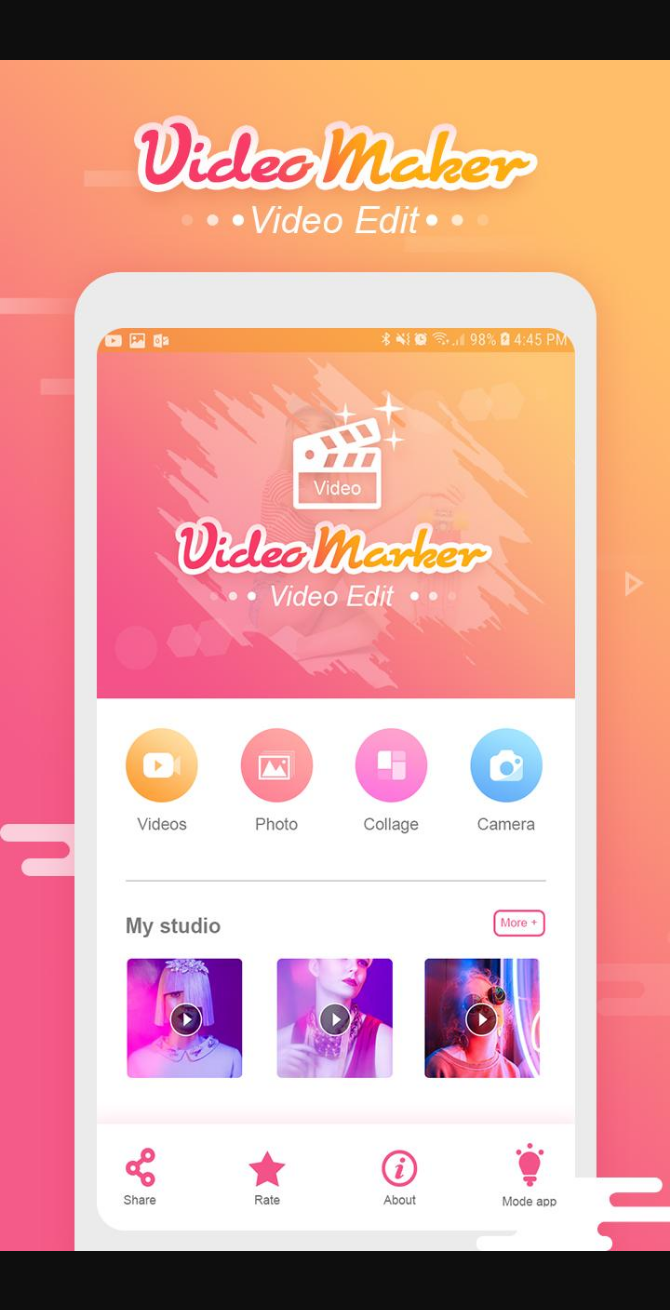 Video Maker
Video Edit
98% 4:45 PM
Video
Video Marker
Video Edit
Videos Photo Collage Camera
My studio More +
Share Rate About Mode app